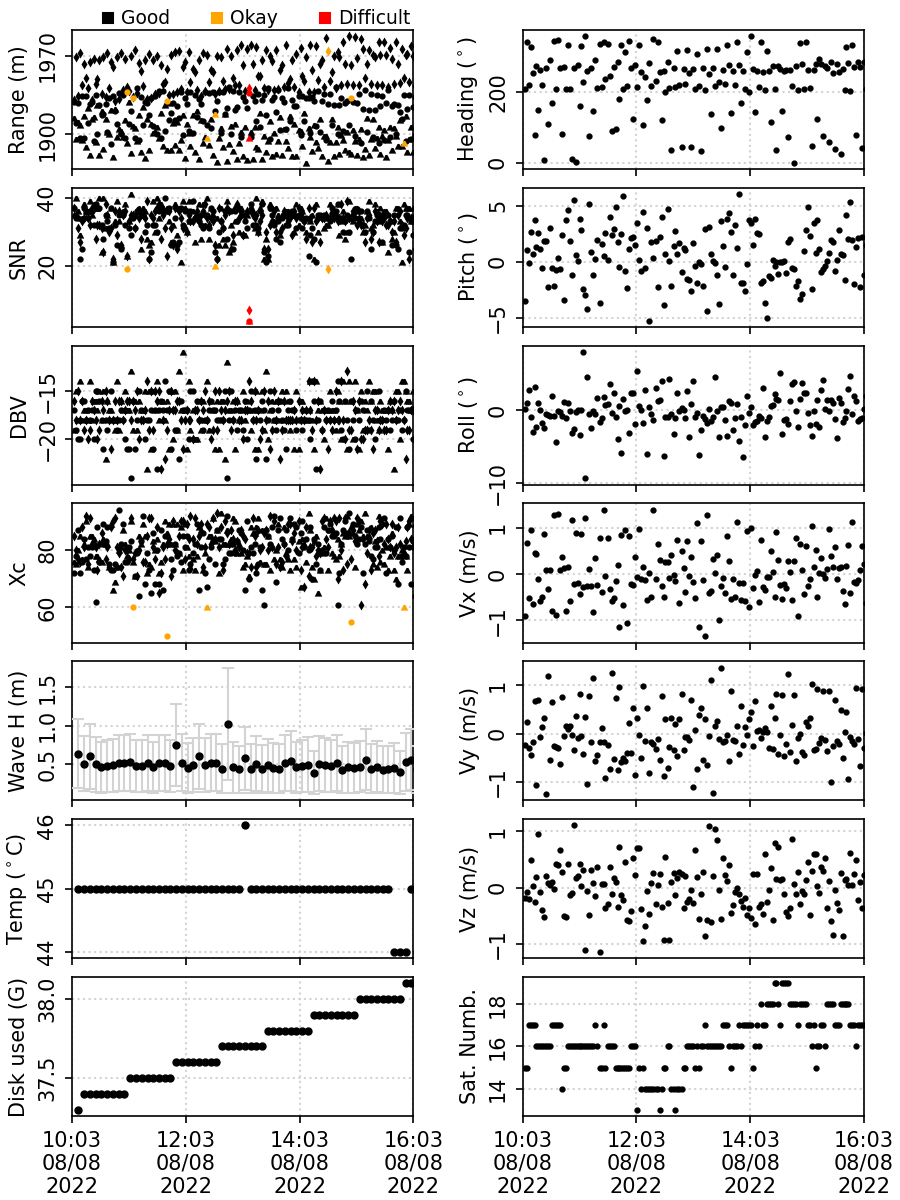 Good Okay Difficult
Range (m)
1970
1900
Heading (°)
200
0
SNR
40
20
Pitch (°)
5
0
−5
DBV
−15
−20
Roll (°)
0
−10
Xc
80
60
Vx (m/s)
1
0
−1
Wave H (m)
1.5
1.0
0.5
Vy (m/s)
1
0
−1
Temp (°C)
46
45
44
Vz (m/s)
1
0
−1
Disk used (G)
38.0
37.5
Sat. Numb.
18
16
14
10:03 12:03 14:03 16:03 10:03 12:03 14:03 16:03
08/08 08/08 08/08 08/08 08/08 08/08 08/08 08/08
2022 2022 2022 2022 2022 2022 2022 2022